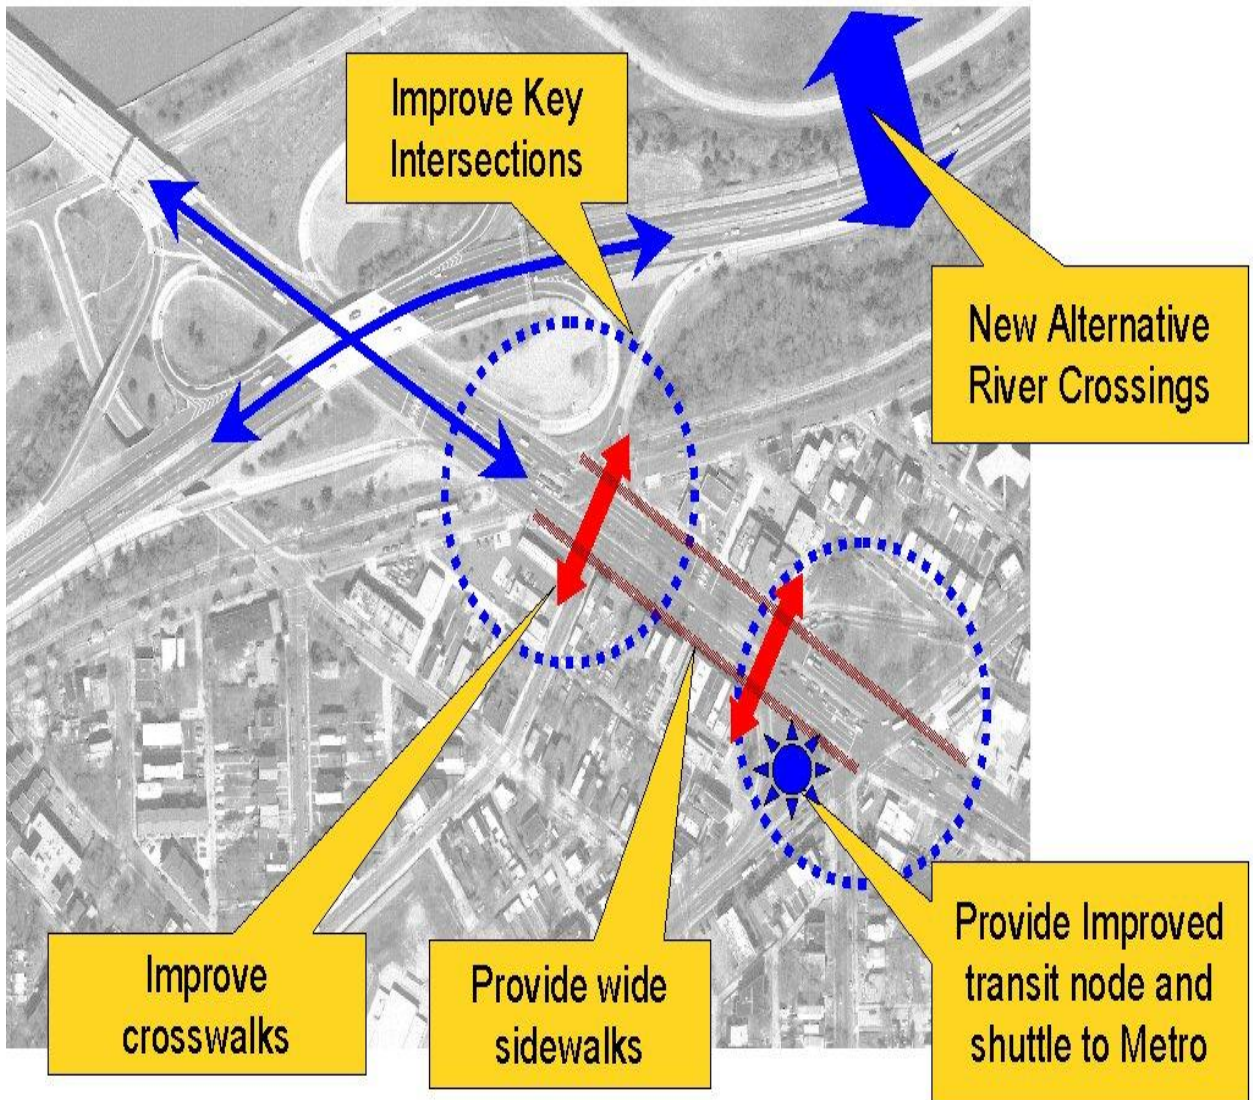 Improve Key
Intersections
New Alternative
River Crossings
Improve
crosswalks
Provide wide
sidewalks
Provide Improved
transit node and
shuttle to Metro